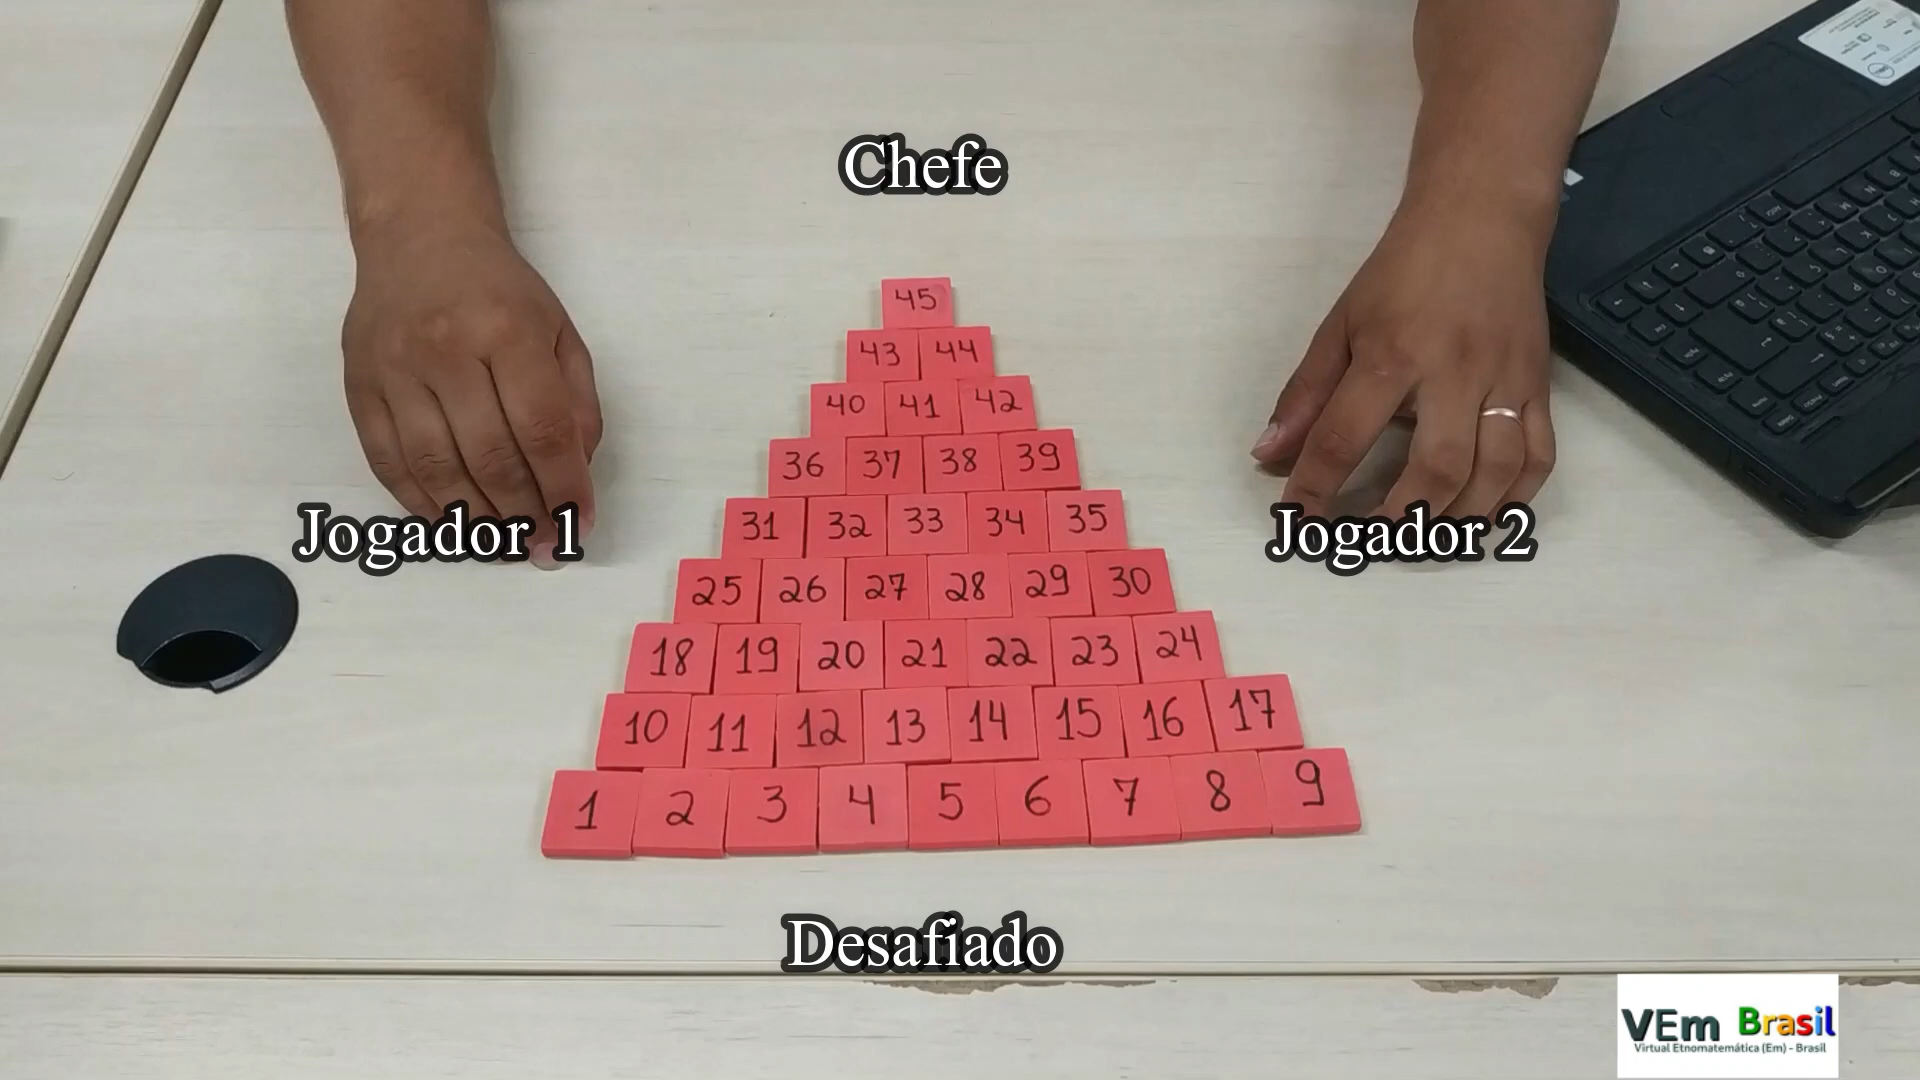 Chefe
45
43 44
40 41 42
36 37 38 39
31 32 33 34 35
Jogador 1
Jogador 2
25 26 27 28 29 30
18 19 20 21 22 23 24
10 11 12 13 14 15 16 17
1 2 3 4 5 6 7 8 9
Desafiado
VEm Brasil
Virtual Etnomatemática (Em) - Brasil